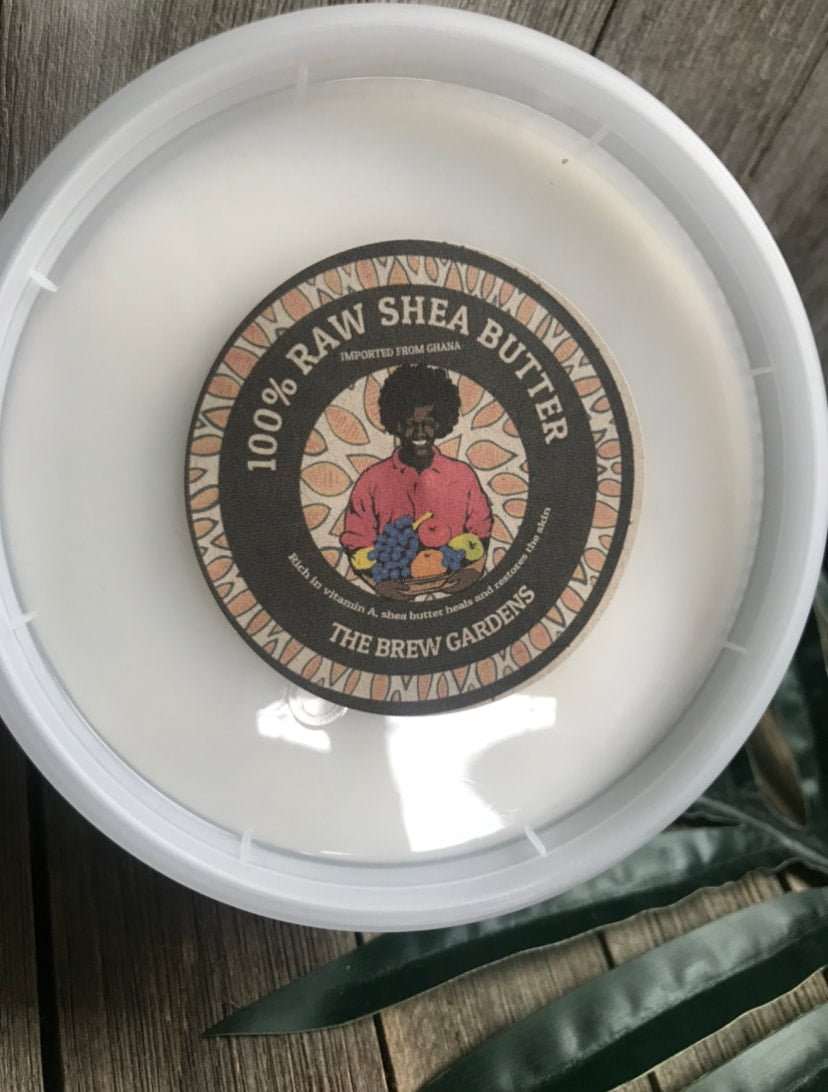 100% RAW SHEA BUTTER
IMPORTED FROM GHANA
Rich in vitamin A, shea butter heals and restores the skin
THE BREW GARDENS